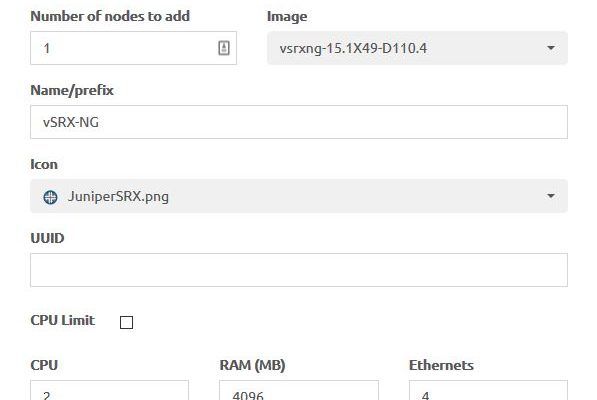 Number of nodes to add
Image
1
vsrxng-15.1X49-D110.4
Name/prefix
vSRX-NG
Icon
JuniperSRX.png
UUID
CPU Limit
CPU
RAM (MB)
Ethernets
2
4096
4